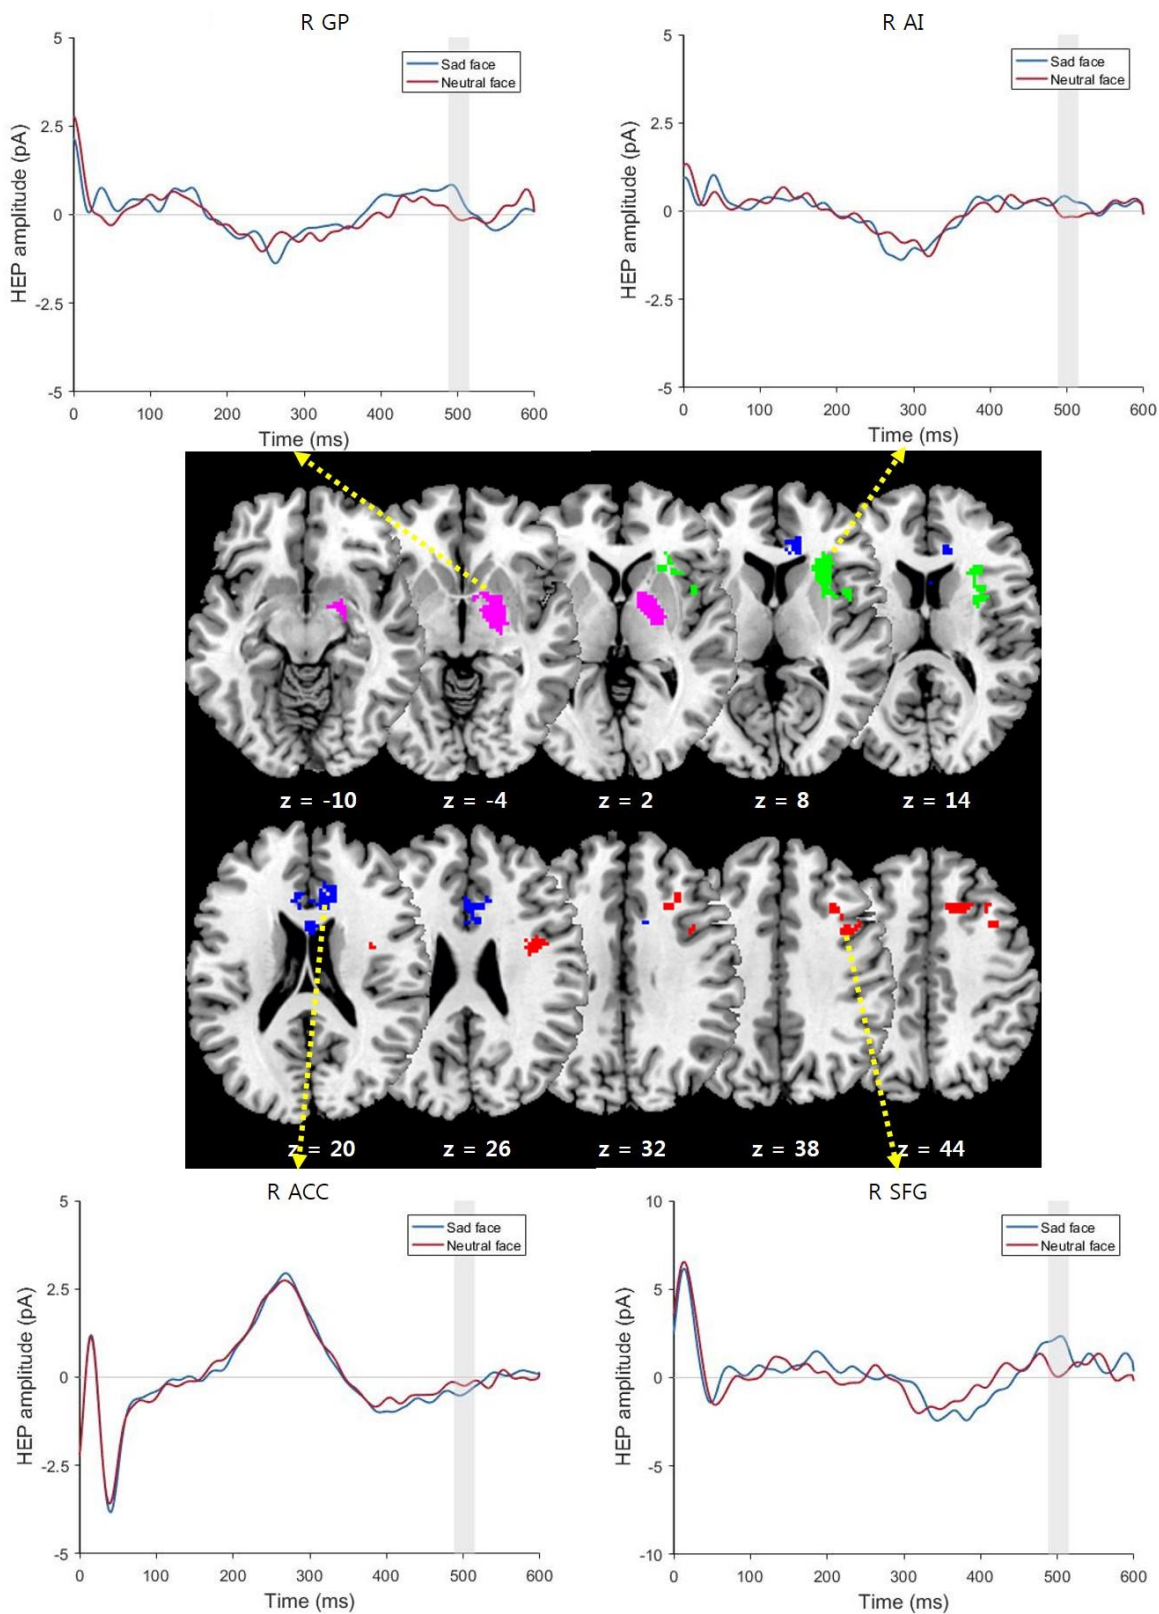 R GP
5
2.5
0
-2.5
-5
HEP amplitude (pA)
Sad face
Neutral face
0 100 200 300 400 500 600
Time (ms)
R AI
5
2.5
0
-2.5
-5
HEP amplitude (pA)
Sad face
Neutral face
0 100 200 300 400 500 600
Time (ms)
z = -10 z = -4 z = 2 z = 8 z = 14
z = 20 z = 26 z = 32 z = 38 z = 44
R ACC
5
2.5
0
-2.5
-5
HEP amplitude (pA)
Sad face
Neutral face
0 100 200 300 400 500 600
Time (ms)
R SFG
10
5
0
-5
-10
HEP amplitude (pA)
Sad face
Neutral face
0 100 200 300 400 500 600
Time (ms)